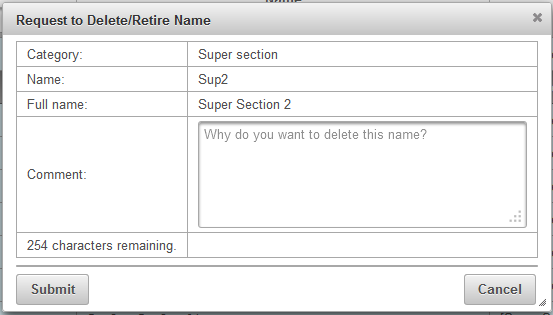 Request to Delete/Retire Name
Category: Super section
Name: Sup2
Full name: Super Section 2
Comment: Why do you want to delete this name?
254 characters remaining.
Submit Cancel